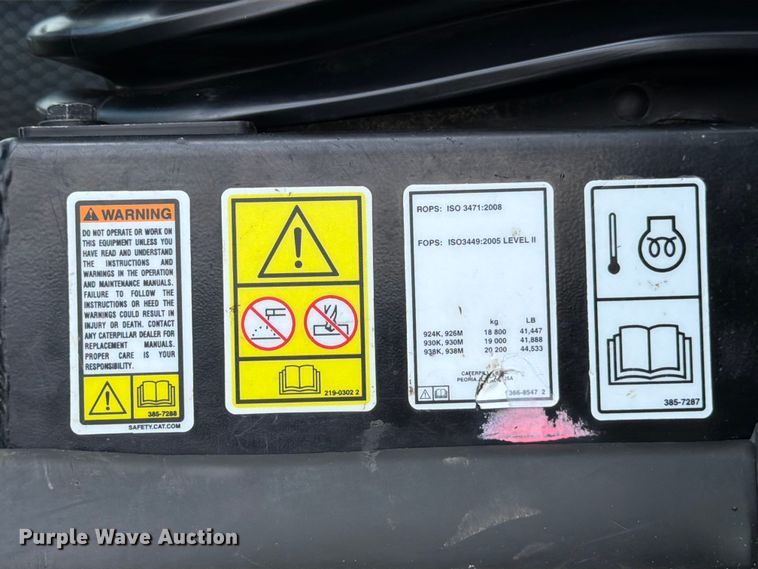 WARNING
DO NOT OPERATE OR WORK ON
THIS EQUIPMENT UNLESS YOU
HAVE READ AND UNDERSTAND
THE INSTRUCTIONS AND
WARNINGS IN THE OPERATION
AND MAINTENANCE MANUALS.
FAILURE TO FOLLOW THE
INSTRUCTIONS OR HEED THE
WARNINGS COULD RESULT IN
INJURY OR DEATH. CONTACT
ANY CATERPILLAR DEALER FOR
REPLACEMENT MANUALS.
PROPER CARE IS YOUR
RESPONSIBILITY.
385-7288
SAFETY.CAT.COM
219-0302 2
ROPS: ISO 3471:2008
FOPS: ISO3449:2005 LEVEL II
kg LB
924K, 926M 18 800 41,447
930K, 930M 19 000 41,888
938K, 938M 20 200 44,533
PEORIA,
366-8547 2
385-7287
Purple Wave Auction